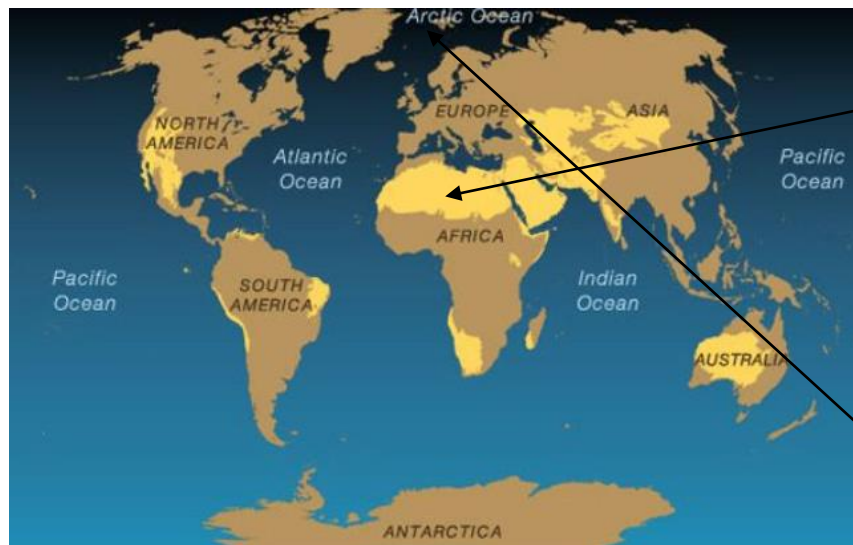 Arctic Ocean
NORTH
AMERICA
EUROPE
ASIA
Atlantic
Ocean
Pacific
Ocean
AFRICA
Pacific
Ocean
SOUTH
AMERICA
Indian
Ocean
AUSTRALIA
ANTARCTICA